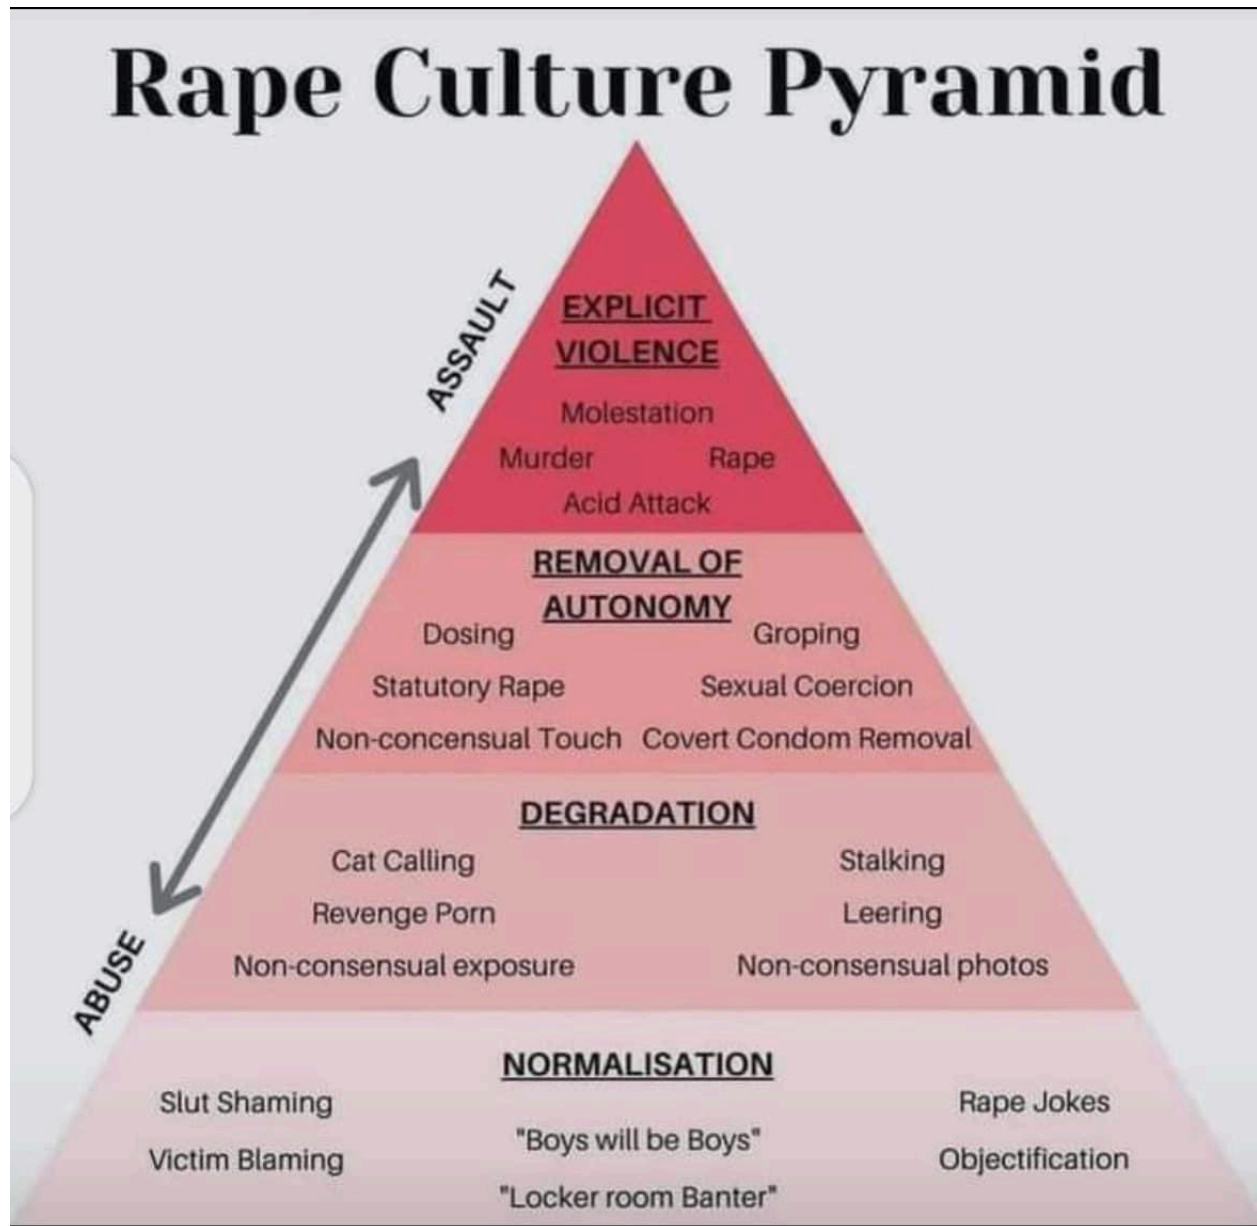 Rape Culture Pyramid
ASSAULT
EXPLICIT
VIOLENCE
Molestation
Murder Rape
Acid Attack
REMOVAL OF
AUTONOMY
Dosing Groping
Statutory Rape Sexual Coercion
Non-concensual Touch Covert Condom Removal
DEGRADATION
Cat Calling Stalking
Revenge Porn Leering
Non-consensual exposure Non-consensual photos
ABUSE
NORMALISATION
Slut Shaming Rape Jokes
"Boys will be Boys"
Victim Blaming Objectification
"Locker room Banter"